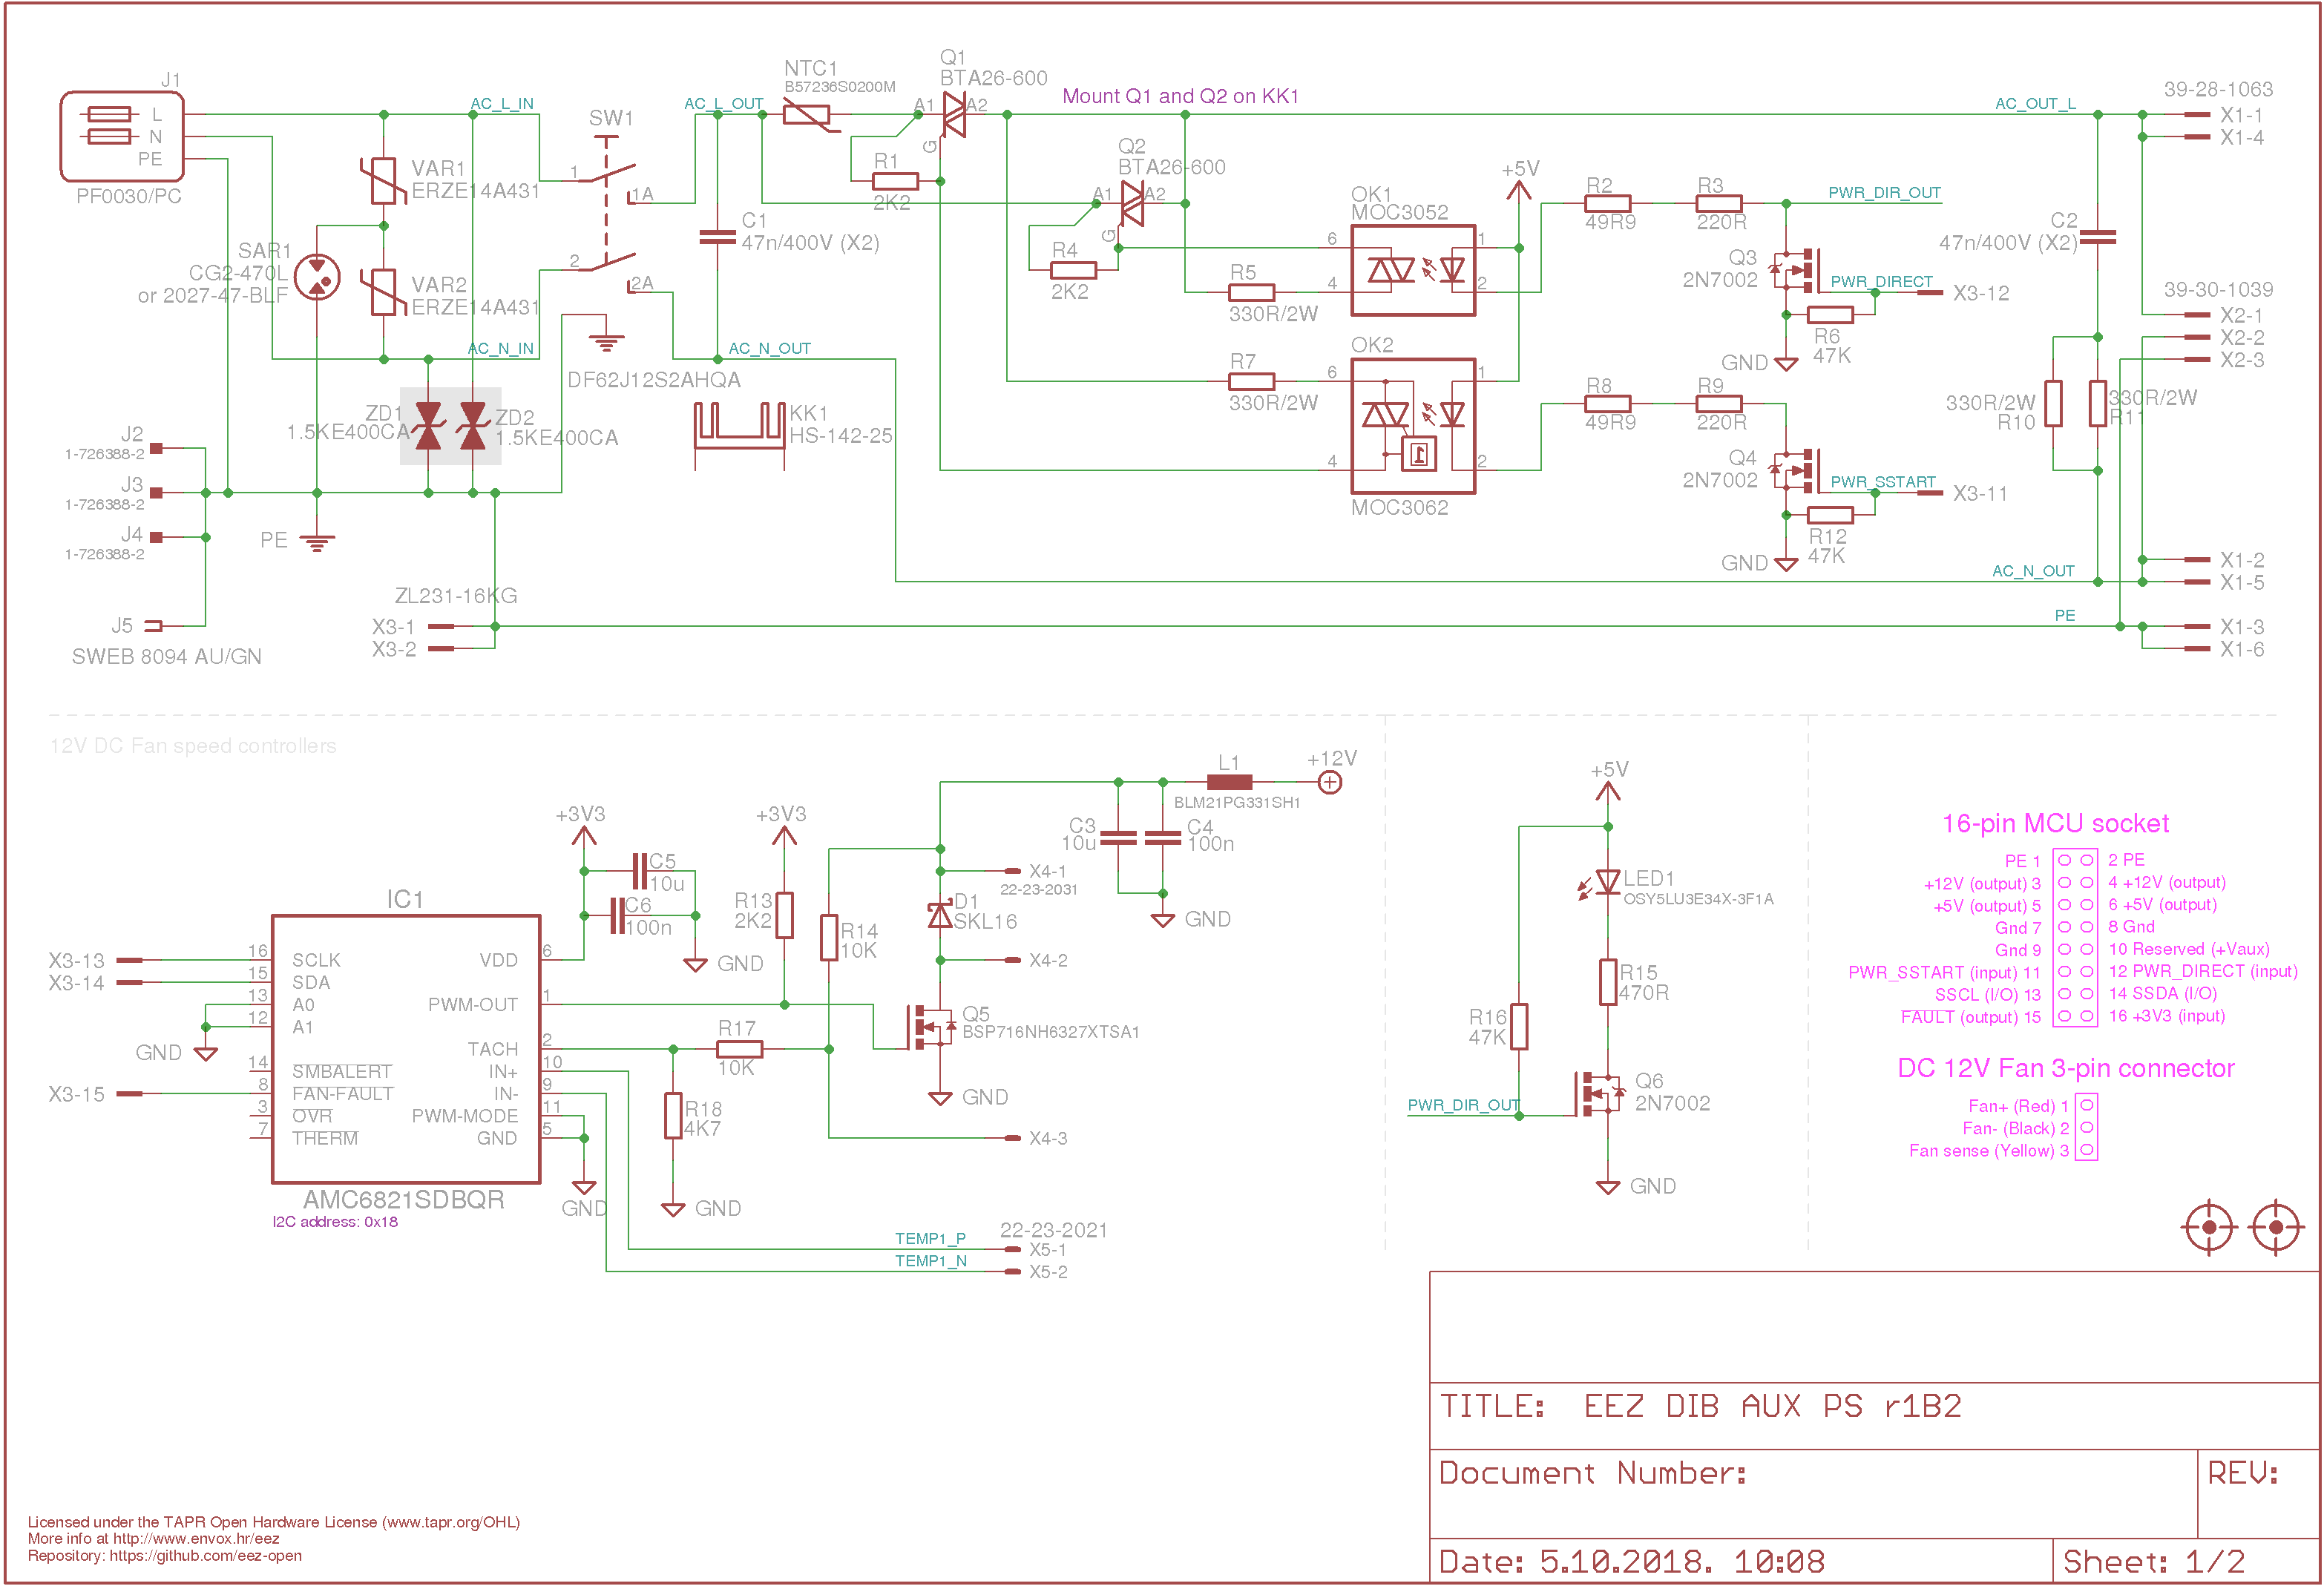 J1
L
N
PE
PF0030/PC
AC_L_IN
VAR1
ERZE14A431
SAR1
CG2-470L
or 2027-47-BLF
VAR2
ERZE14A431
AC_N_IN
SW1
1
1A
2
2A
DF62J12S2AHQA
AC_L_OUT
NTC1
B57236S0200M
Q1
BTA26-600
A1
A2
G
R1
2K2
C1
47n/400V (X2)
AC_N_OUT
KK1
HS-142-25
Mount Q1 and Q2 on KK1
Q2
BTA26-600
A1
A2
G
R4
2K2
R5
330R/2W
R7
330R/2W
OK1
MOC3052
6
4
1
2
OK2
6
4
1
2
MOC3062
+5V
R2
49R9
R3
220R
PWR_DIR_OUT
Q3
2N7002
PWR_DIRECT
X3-12
R6
47K
GND
R8
49R9
R9
220R
Q4
2N7002
PWR_SSTART
X3-11
R12
47K
GND
AC_OUT_L
C2
47n/400V (X2)
330R/2W
R10
330R/2W
R11
39-28-1063
X1-1
X1-4
39-30-1039
X2-1
X2-2
X2-3
AC_N_OUT
X1-2
X1-5
PE
X1-3
X1-6
ZD1
1.5KE400CA
ZD2
1.5KE400CA
J2
1-726388-2
J3
1-726388-2
J4
1-726388-2
PE
J5
SWEB 8094 AU/GN
ZL231-16KG
X3-1
X3-2
12V DC Fan speed controllers
IC1
X3-13
X3-14
X3-15
16 SCLK
15 SDA
13 A0
12 A1
GND
14 SMBALERT
8 FAN-FAULT
3 OVR
7 THERM
VDD 6
PWM-OUT 1
TACH 2
IN+ 10
IN- 9
PWM-MODE 11
GND 5
AMC6821SDBQR
I2C address: 0x18
+3V3
C5
10u
C6
100n
GND
+3V3
R13
2K2
R14
10K
R17
10K
R18
4K7
GND
GND
X4-1
22-23-2031
D1
SKL16
X4-2
Q5
BSP716NH6327XTSA1
GND
X4-3
C3
10u
C4
100n
GND
L1
BLM21PG331SH1
+12V
TEMP1_P
TEMP1_N
22-23-2021
X5-1
X5-2
+5V
LED1
OSY5LU3E34X-3F1A
R15
470R
R16
47K
PWR_DIR_OUT
Q6
2N7002
GND
16-pin MCU socket
PE 1 2 PE
+12V (output) 3 4 +12V (output)
+5V (output) 5 6 +5V (output)
Gnd 7 8 Gnd
Gnd 9 10 Reserved (+Vaux)
PWR_SSTART (input) 11 12 PWR_DIRECT (input)
SSCL (I/O) 13 14 SSDA (I/O)
FAULT (output) 15 16 +3V3 (input)
DC 12V Fan 3-pin connector
Fan+ (Red) 1
Fan- (Black) 2
Fan sense (Yellow) 3
TITLE: EEZ DIB AUX PS r1B2
Document Number:
REV:
Date: 5.10.2018. 10:08
Sheet: 1/2
Licensed under the TAPR Open Hardware License (www.tapr.org/OHL)
More info at http://www.envox.hr/eez
Repository: https://github.com/eez-open